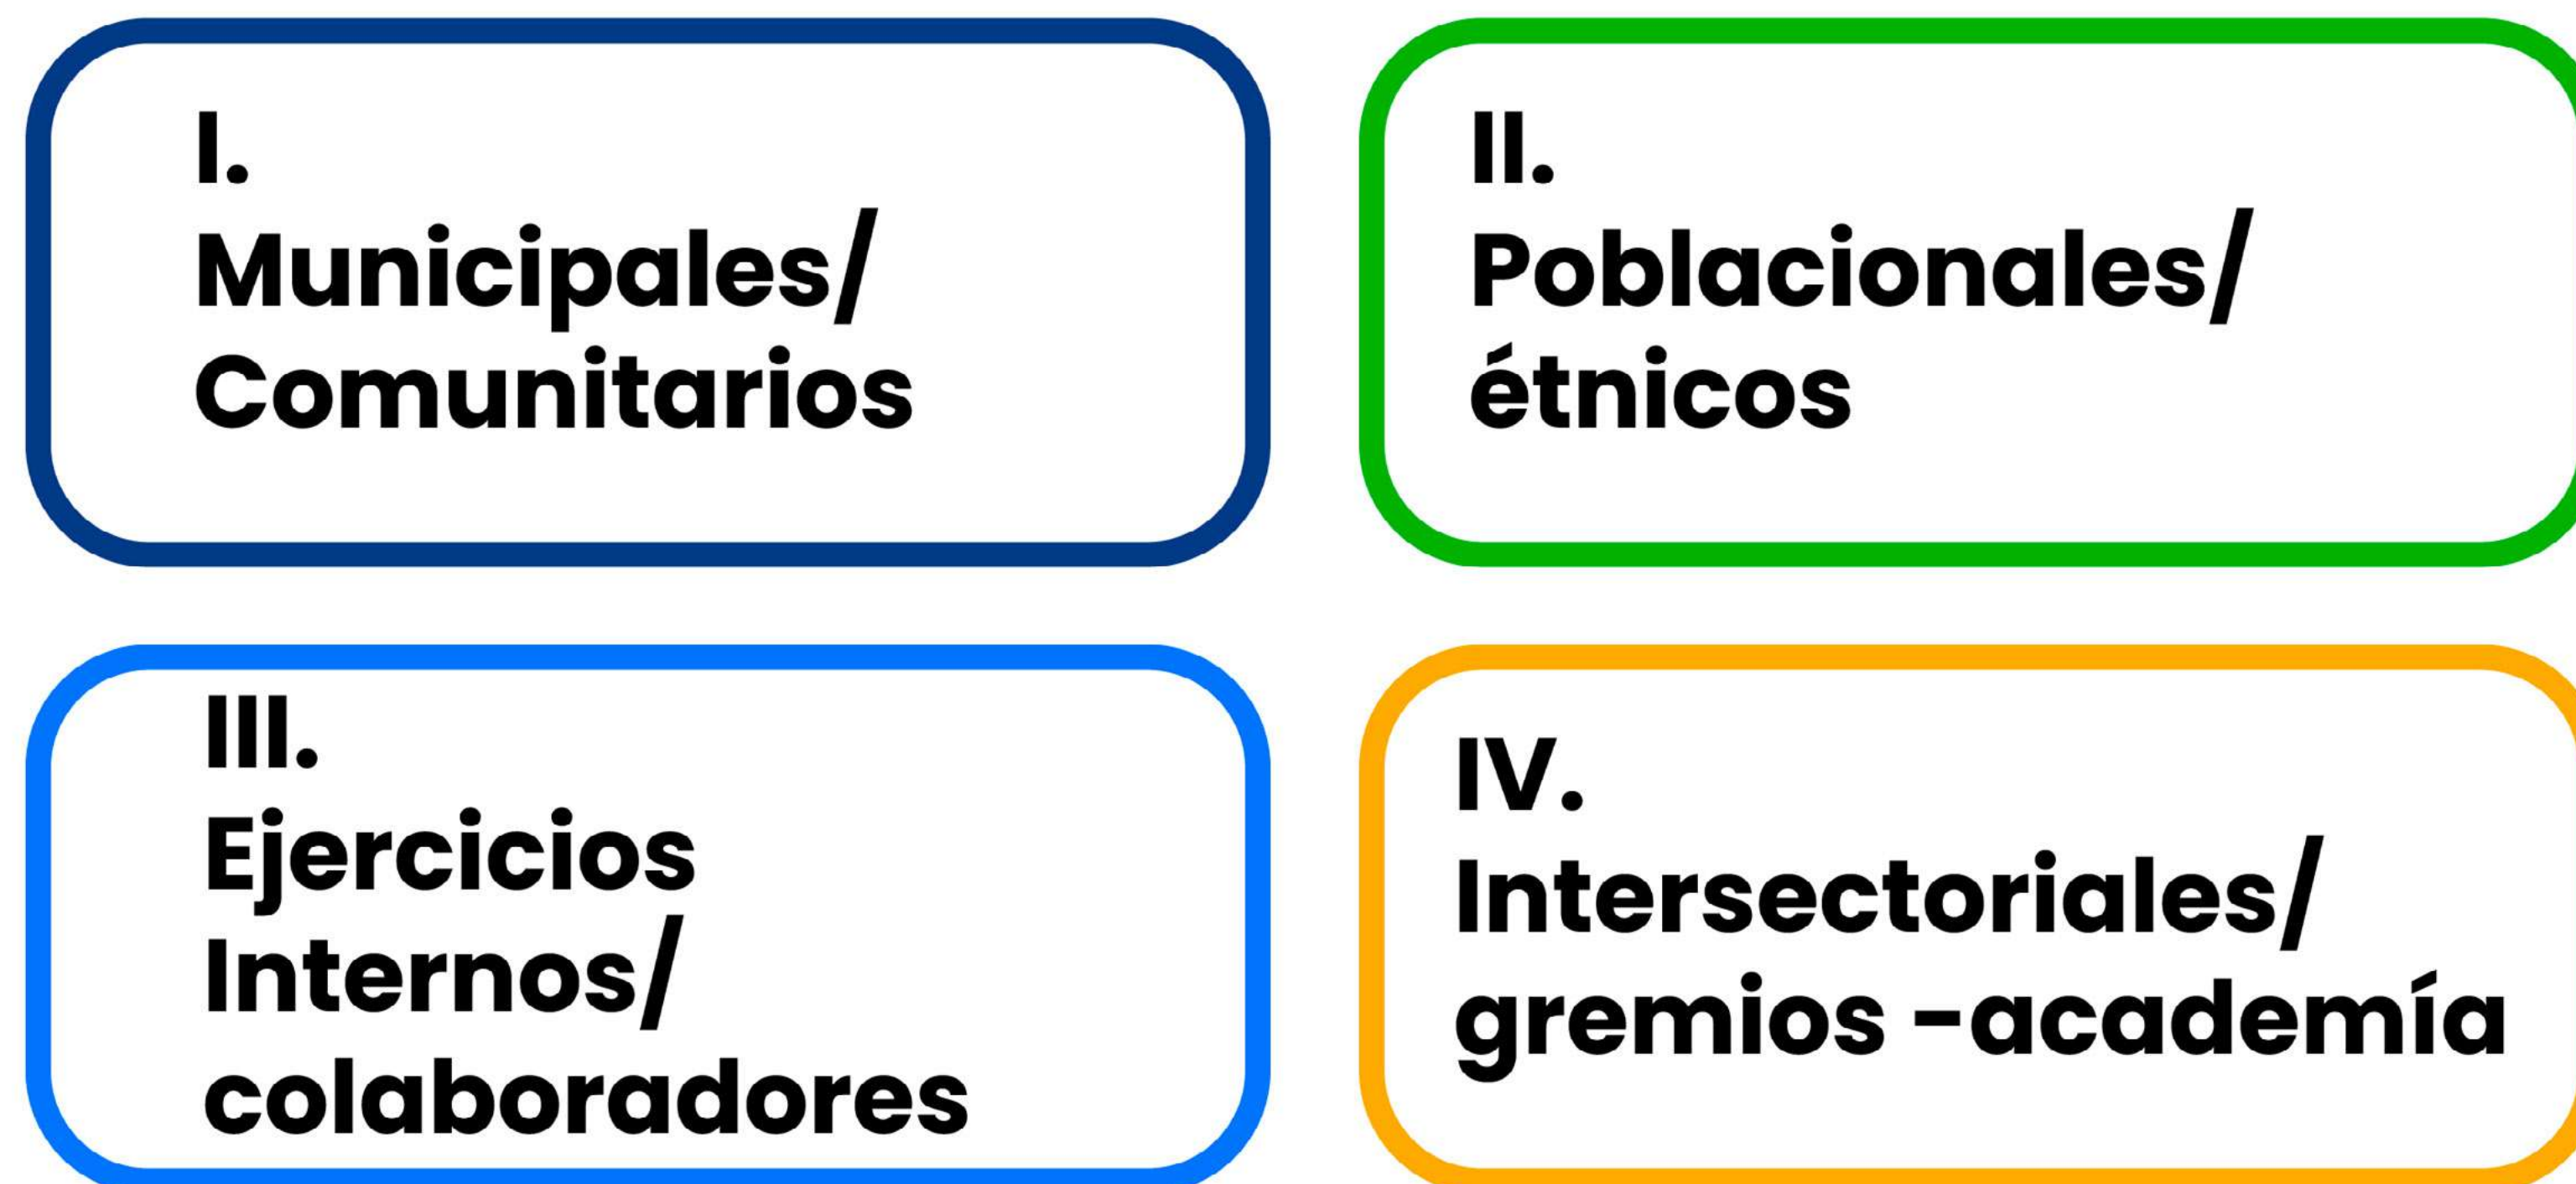 I.
Municipales/
Comunitarios
II.
Poblacionales/
étnicos
III.
Ejercicios
Internos/
colaboradores
IV.
Intersectoriales/
gremios -academía